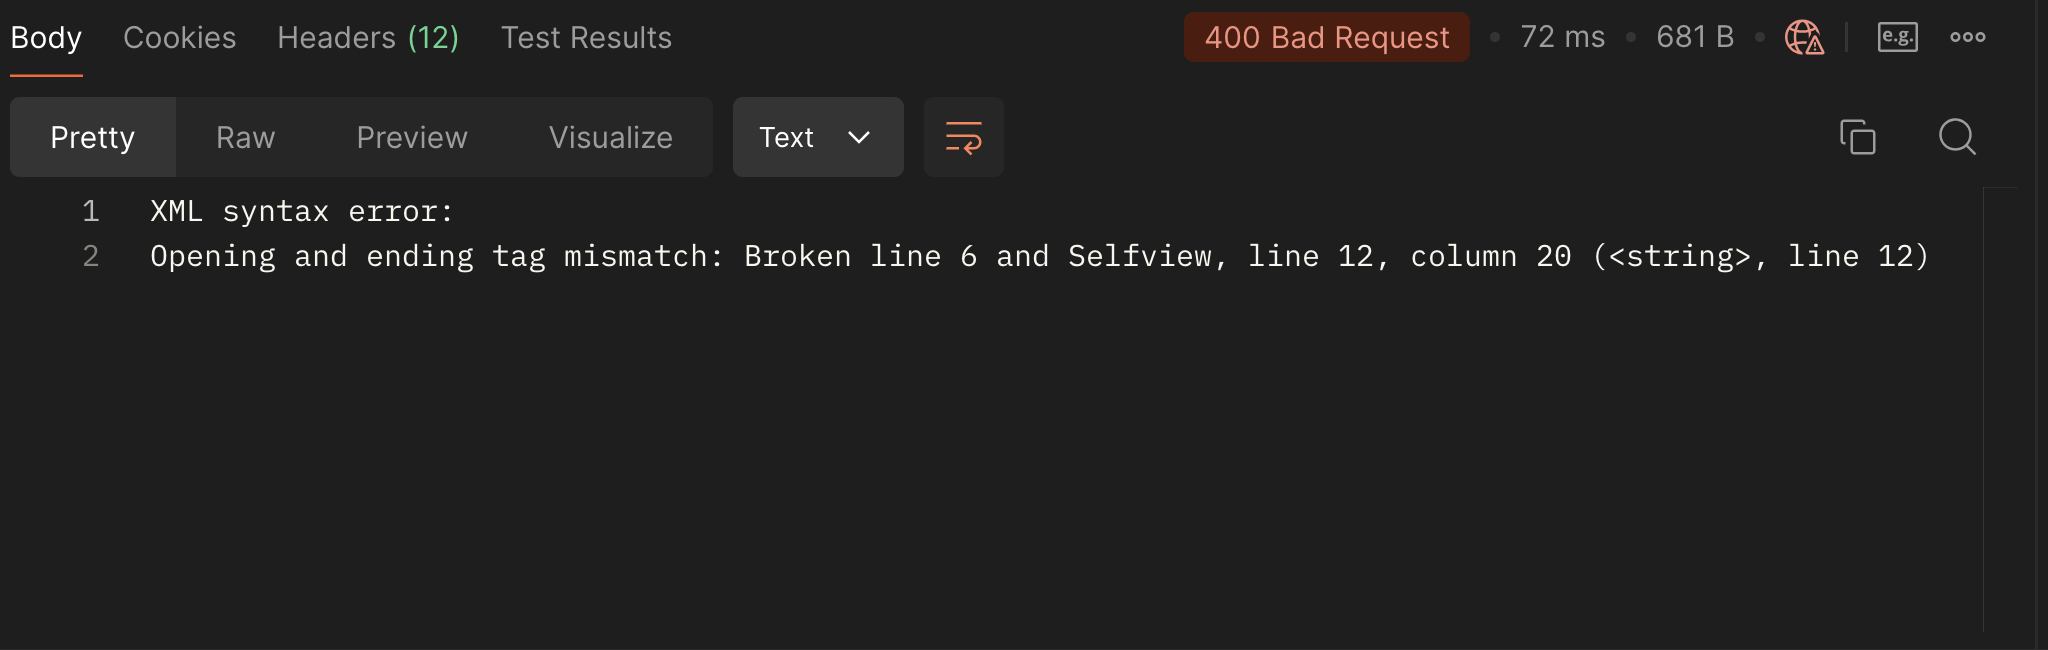 Body Cookies Headers (12) Test Results 400 Bad Request • 72 ms • 681 B • e.g.
Pretty Raw Preview Visualize Text
1 XML syntax error:
2 Opening and ending tag mismatch: Broken line 6 and Selfview, line 12, column 20 (<string>, line 12)